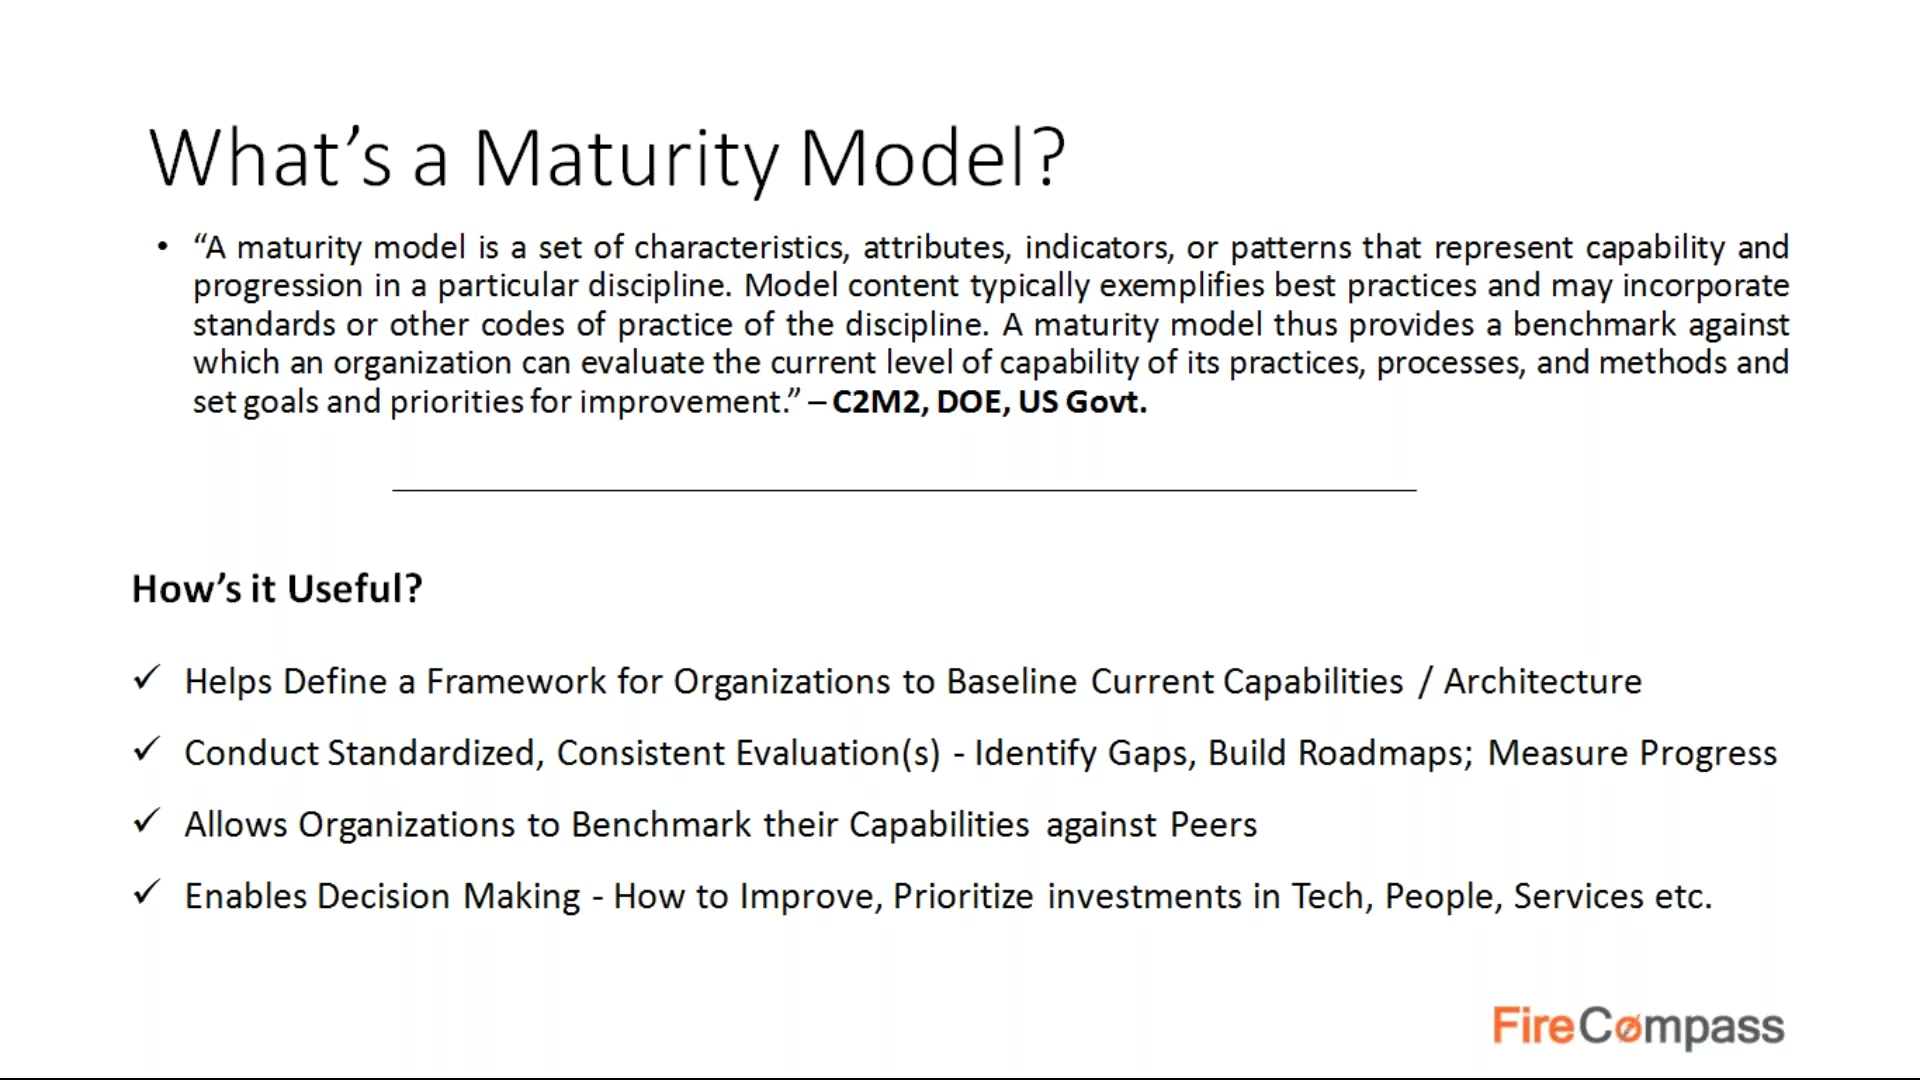 What’s a Maturity Model?
• “A maturity model is a set of characteristics, attributes, indicators, or patterns that represent capability and
progression in a particular discipline. Model content typically exemplifies best practices and may incorporate
standards or other codes of practice of the discipline. A maturity model thus provides a benchmark against
which an organization can evaluate the current level of capability of its practices, processes, and methods and
set goals and priorities for improvement.” – C2M2, DOE, US Govt.
How’s it Useful?
✓ Helps Define a Framework for Organizations to Baseline Current Capabilities / Architecture
✓ Conduct Standardized, Consistent Evaluation(s) - Identify Gaps, Build Roadmaps; Measure Progress
✓ Allows Organizations to Benchmark their Capabilities against Peers
✓ Enables Decision Making - How to Improve, Prioritize investments in Tech, People, Services etc.
FireCompass